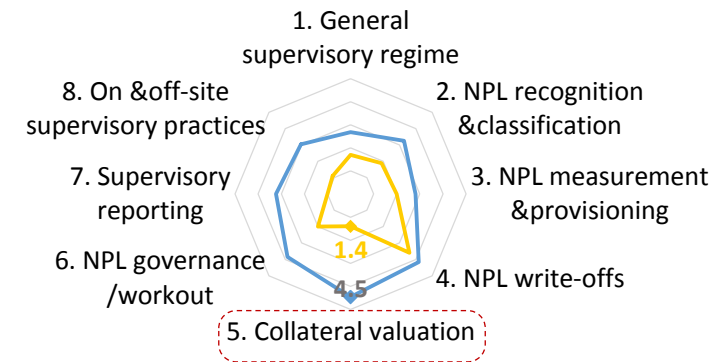 1. General
supervisory regime
8. On &off-site
supervisory practices
2. NPL recognition
&classification
7. Supervisory
reporting
3. NPL measurement
&provisioning
1.4
6. NPL governance
/workout
4. NPL write-offs
4.5
5. Collateral valuation